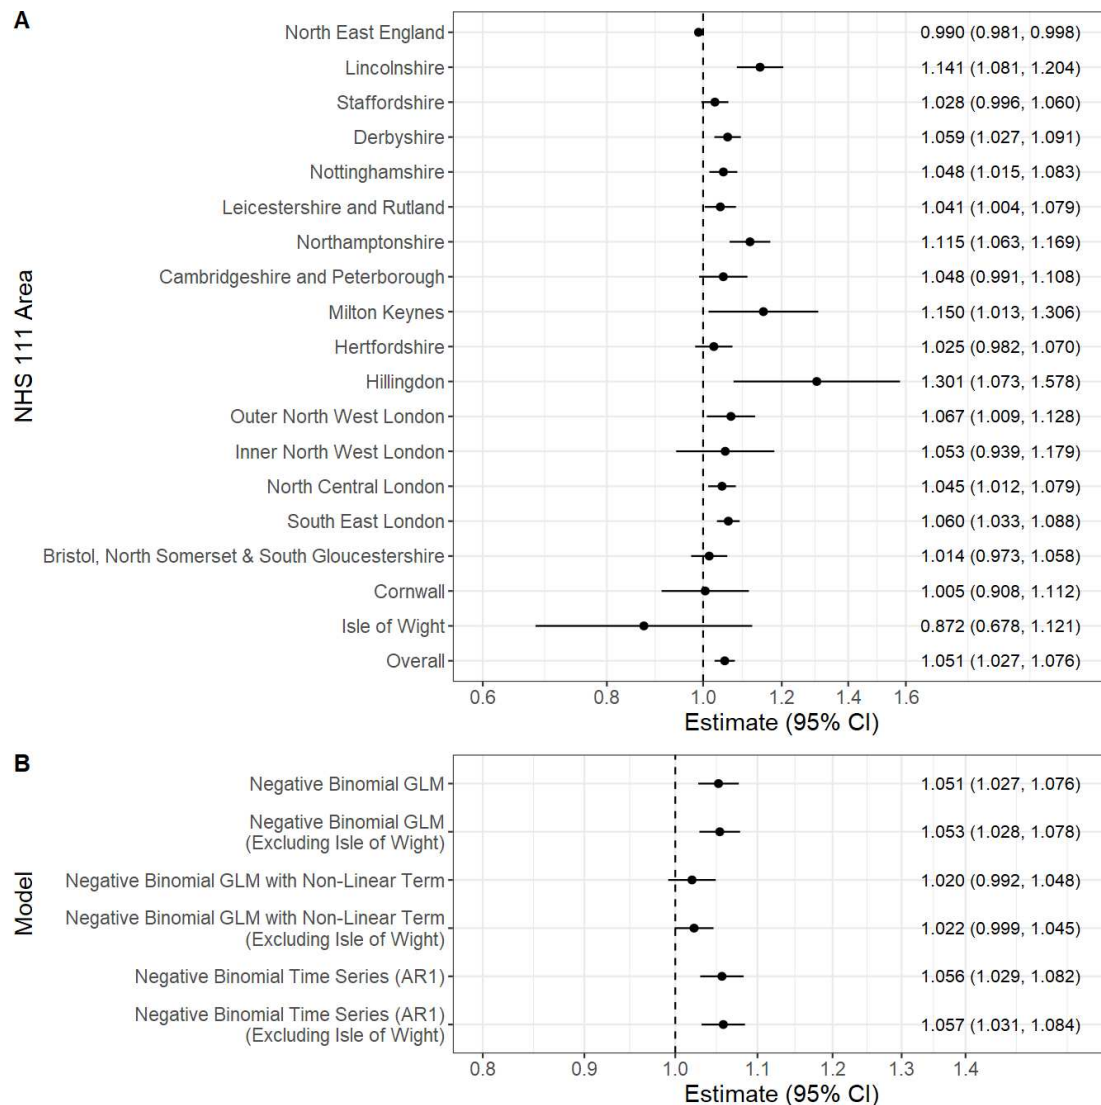 A
NHS 111 Area
North East England 0.990 (0.981, 0.998)
Lincolnshire 1.141 (1.081, 1.204)
Staffordshire 1.028 (0.996, 1.060)
Derbyshire 1.059 (1.027, 1.091)
Nottinghamshire 1.048 (1.015, 1.083)
Leicestershire and Rutland 1.041 (1.004, 1.079)
Northamptonshire 1.115 (1.063, 1.169)
Cambridgeshire and Peterborough 1.048 (0.991, 1.108)
Milton Keynes 1.150 (1.013, 1.306)
Hertfordshire 1.025 (0.982, 1.070)
Hillingdon 1.301 (1.073, 1.578)
Outer North West London 1.067 (1.009, 1.128)
Inner North West London 1.053 (0.939, 1.179)
North Central London 1.045 (1.012, 1.079)
South East London 1.060 (1.033, 1.088)
Bristol, North Somerset & South Gloucestershire 1.014 (0.973, 1.058)
Cornwall 1.005 (0.908, 1.112)
Isle of Wight 0.872 (0.678, 1.121)
Overall 1.051 (1.027, 1.076)
0.6 0.8 1.0 1.2 1.4 1.6
Estimate (95% CI)
B
Model
Negative Binomial GLM 1.051 (1.027, 1.076)
Negative Binomial GLM
(Excluding Isle of Wight) 1.053 (1.028, 1.078)
Negative Binomial GLM with Non-Linear Term 1.020 (0.992, 1.048)
Negative Binomial GLM with Non-Linear Term
(Excluding Isle of Wight) 1.022 (0.999, 1.045)
Negative Binomial Time Series (AR1) 1.056 (1.029, 1.082)
Negative Binomial Time Series (AR1)
(Excluding Isle of Wight) 1.057 (1.031, 1.084)
0.8 0.9 1.0 1.1 1.2 1.3 1.4
Estimate (95% CI)